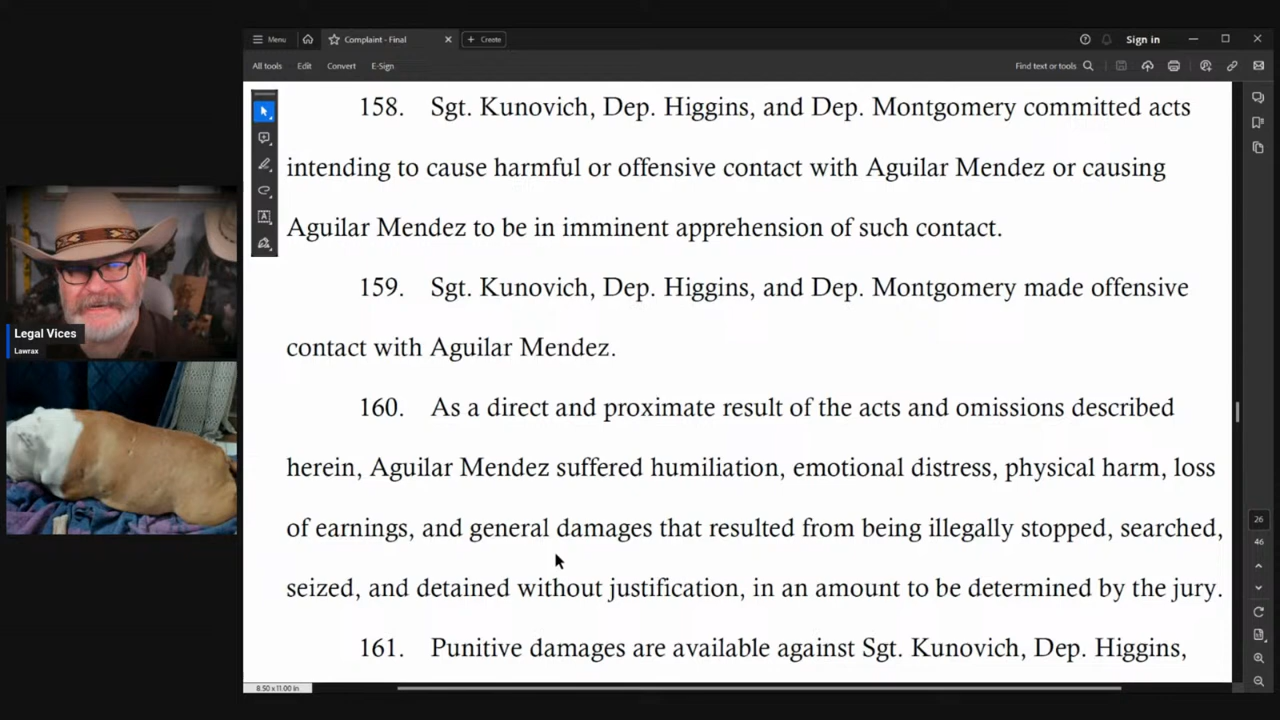 Menu
Complaint - Final
Create
Sign in
All tools
Edit
Convert
E-Sign
Find text or tools
158. Sgt. Kunovich, Dep. Higgins, and Dep. Montgomery committed acts
intending to cause harmful or offensive contact with Aguilar Mendez or causing
Aguilar Mendez to be in imminent apprehension of such contact.
159. Sgt. Kunovich, Dep. Higgins, and Dep. Montgomery made offensive
contact with Aguilar Mendez.
160. As a direct and proximate result of the acts and omissions described
herein, Aguilar Mendez suffered humiliation, emotional distress, physical harm, loss
of earnings, and general damages that resulted from being illegally stopped, searched,
seized, and detained without justification, in an amount to be determined by the jury.
161. Punitive damages are available against Sgt. Kunovich, Dep. Higgins,
8.50 x 11.00 in
26
46
Legal Vices
Lawrax